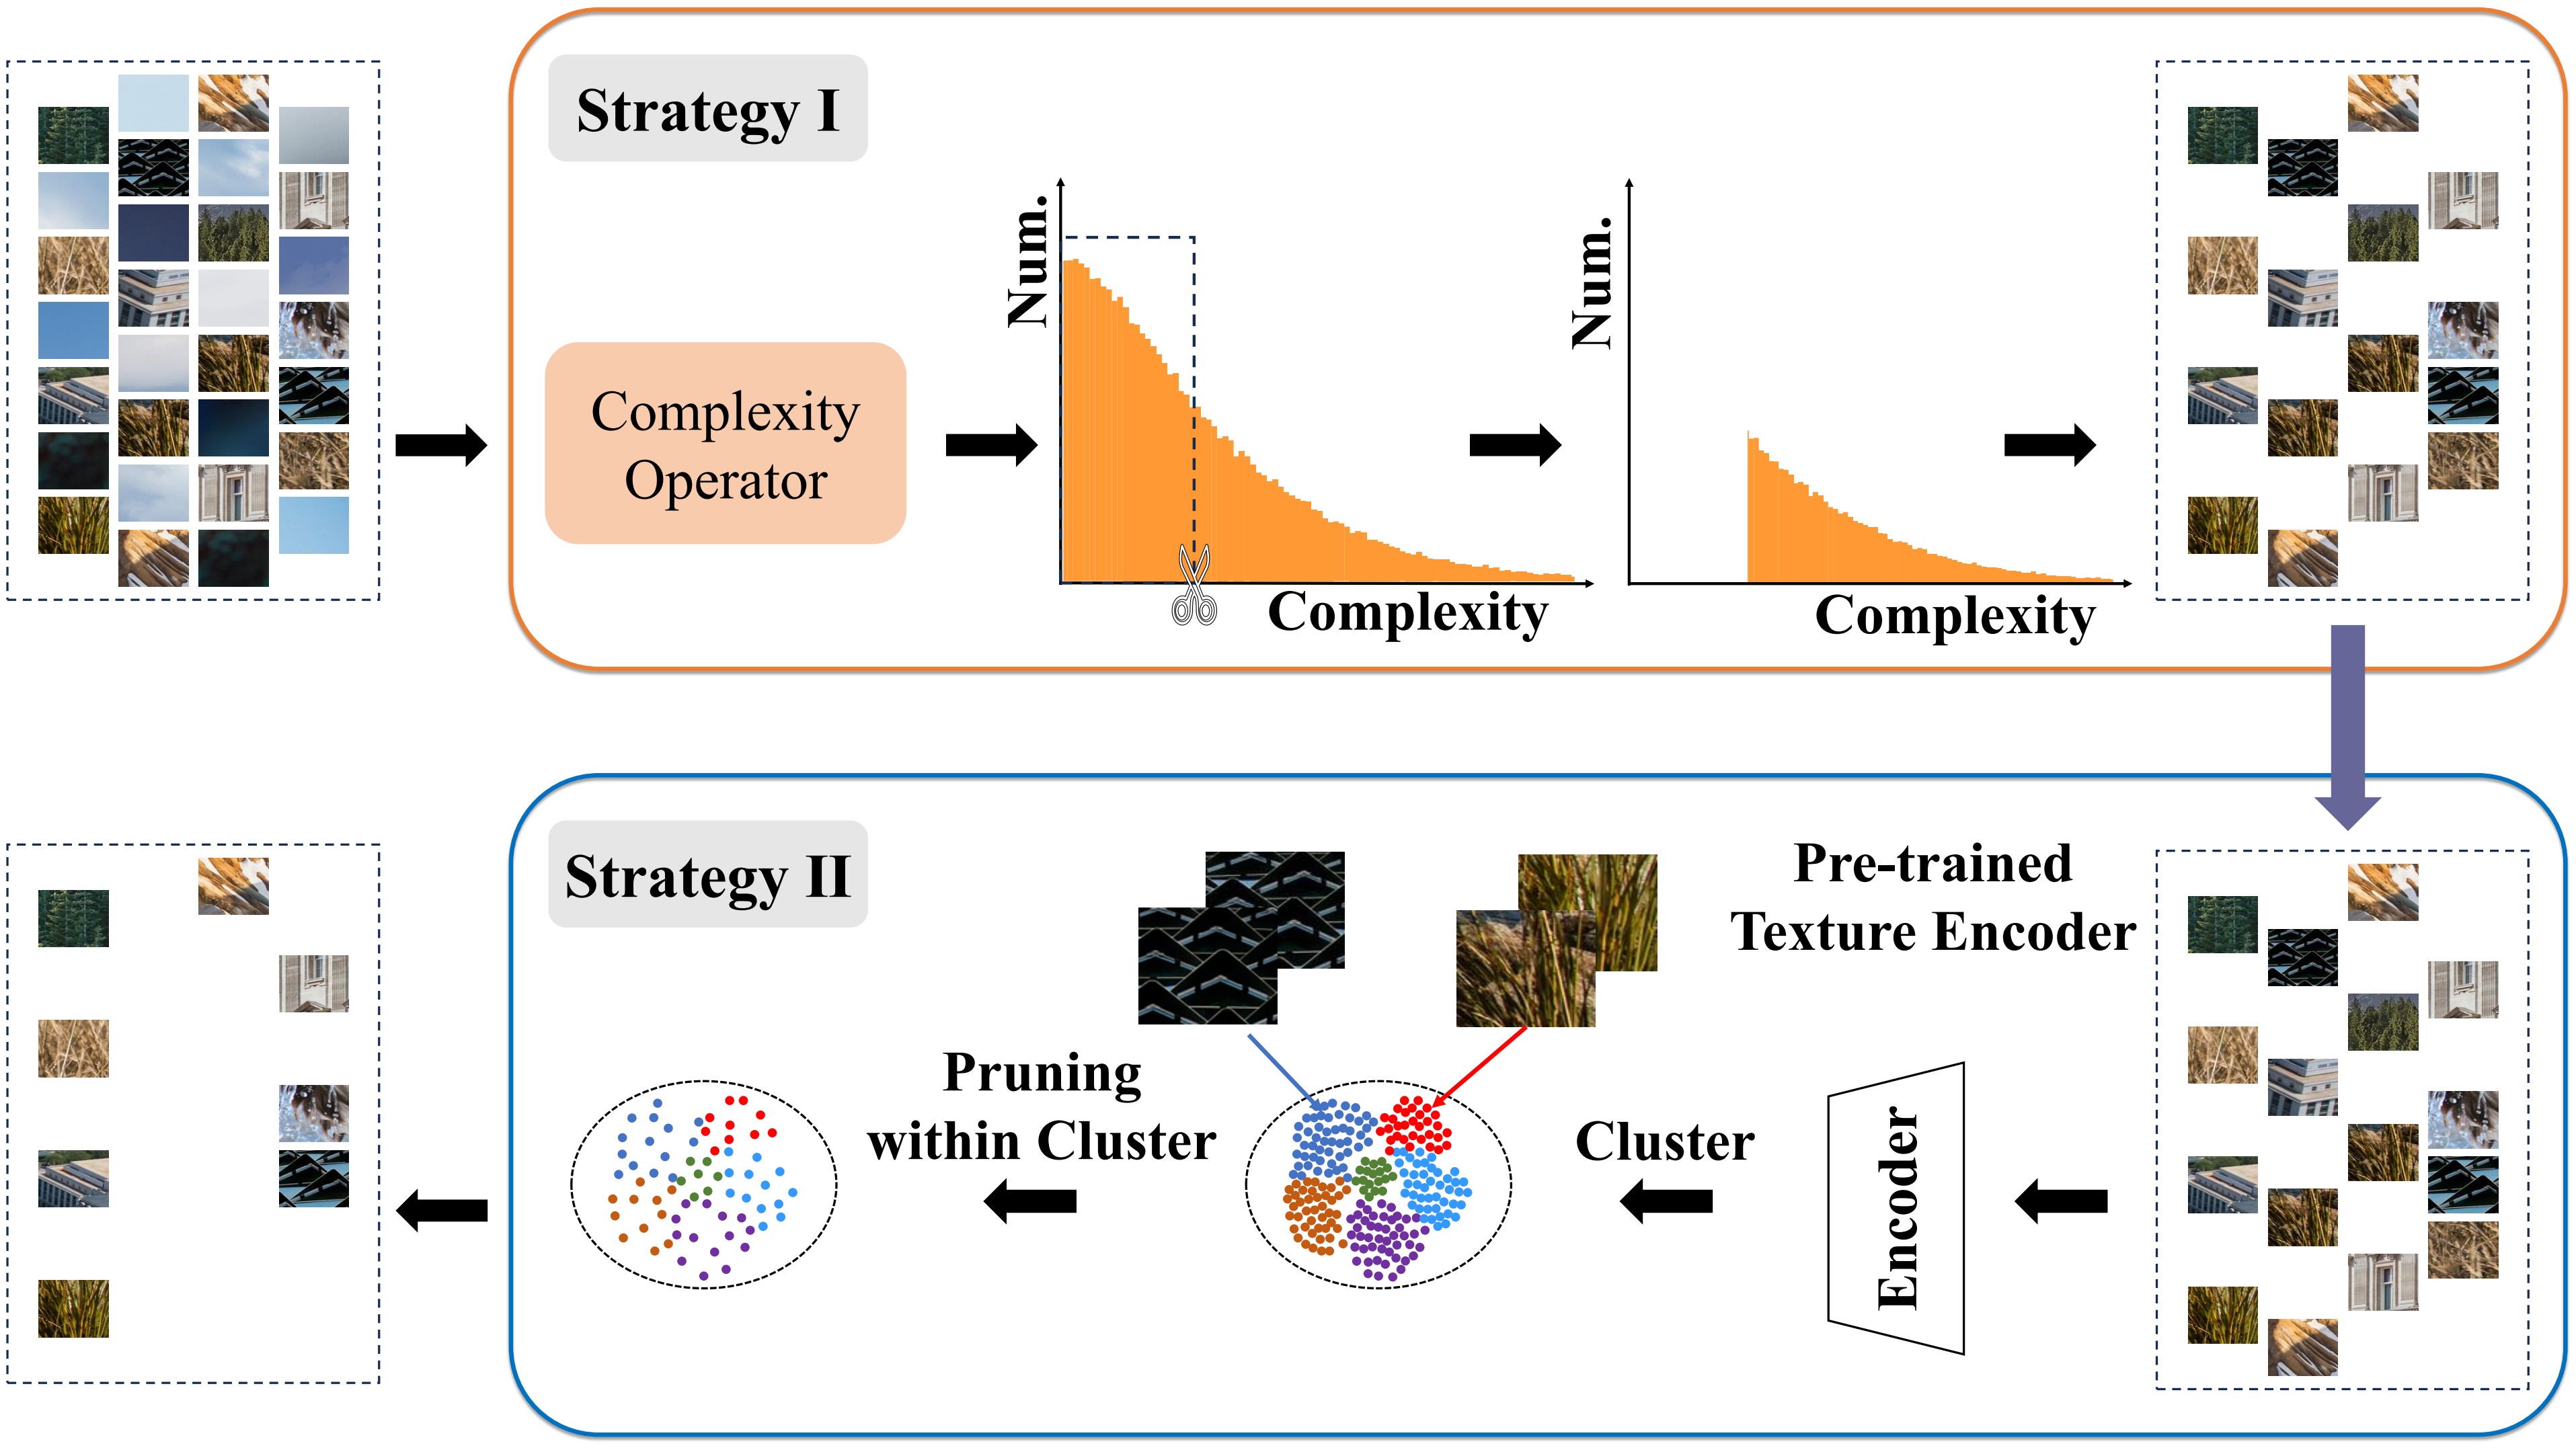 Strategy I
Complexity
Operator
Num.
Complexity
Num.
Complexity
Strategy II
Pre-trained
Texture Encoder
Encoder
Cluster
Pruning
within Cluster